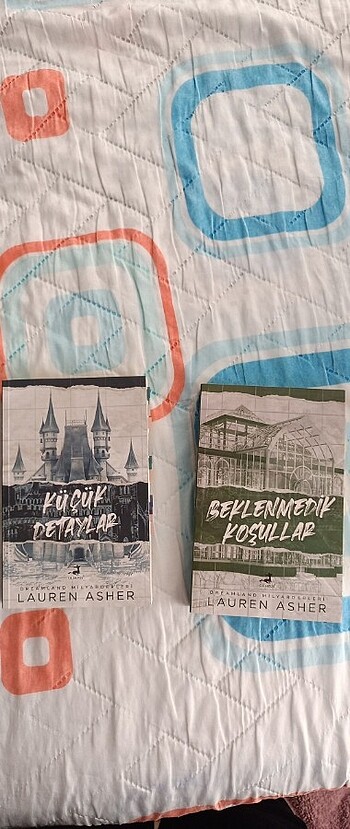 KÜÇÜK
DETAYLAR
DREAMLAND MİLYARDERLERİ
LAUREN ASHER
BEKLENMEDİK
KOŞULLAR
DREAMLAND MİLYARDERLERİ
LAUREN ASHER